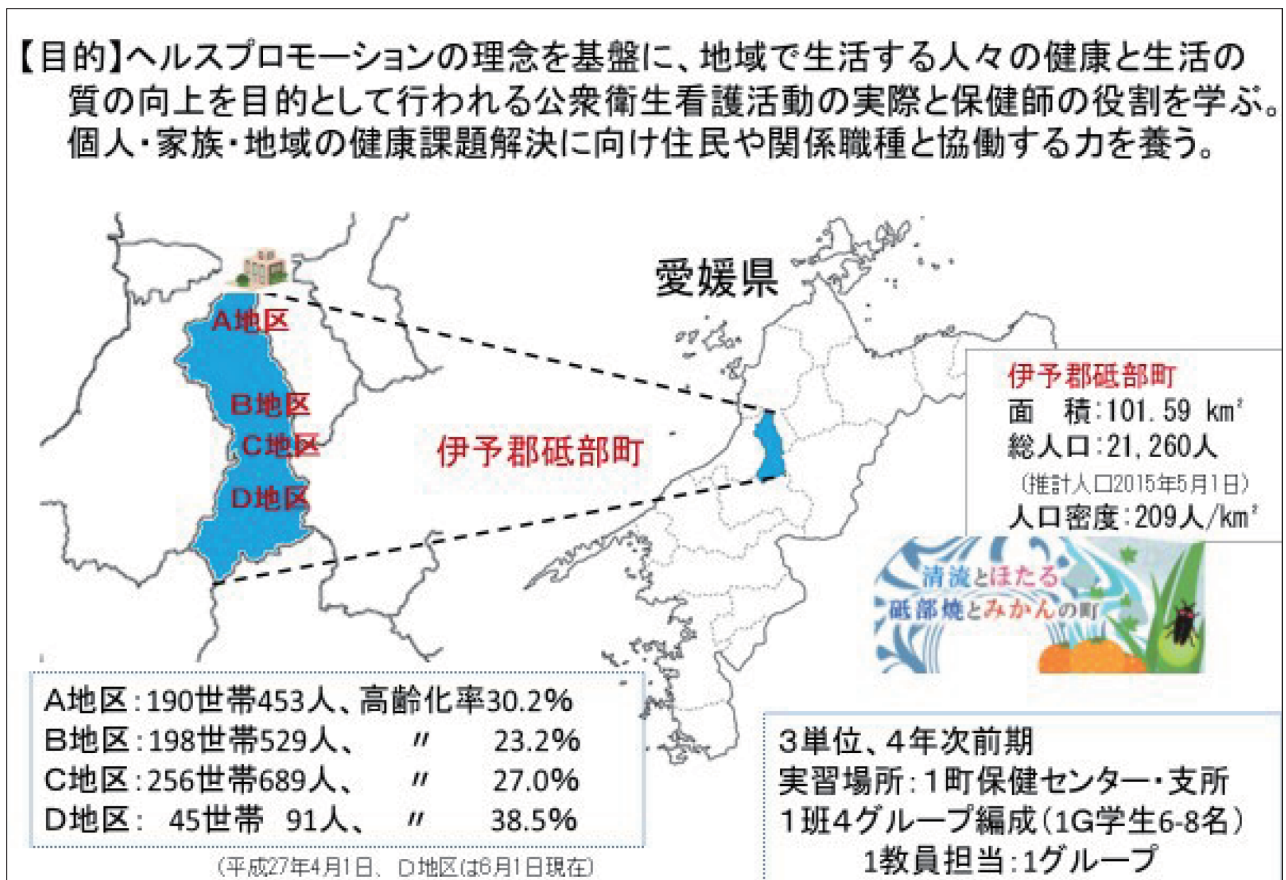 【目的】ヘルスプロモーションの理念を基盤に、地域で生活する人々の健康と生活の
質の向上を目的として行われる公衆衛生看護活動の実際と保健師の役割を学ぶ。
個人・家族・地域の健康課題解決に向け住民や関係職種と協働する力を養う。
愛媛県
A地区
B地区
C地区
D地区
伊予郡砥部町
伊予郡砥部町
面　積:101.59 km²
総人口:21,260人
（推計人口2015年5月1日）
人口密度:209人/km²
清流とほたる
砥部焼とみかんの町
A地区:190世帯453人、高齢化率30.2%
B地区:198世帯529人、　〃　23.2%
C地区:256世帯689人、　〃　27.0%
D地区:　45世帯　91人、　〃　38.5%
（平成27年4月1日、D地区は6月1日現在）
３単位、４年次前期
実習場所:１町保健センター・支所
１班４グループ編成（1G学生6-8名）
1教員担当:1グループ